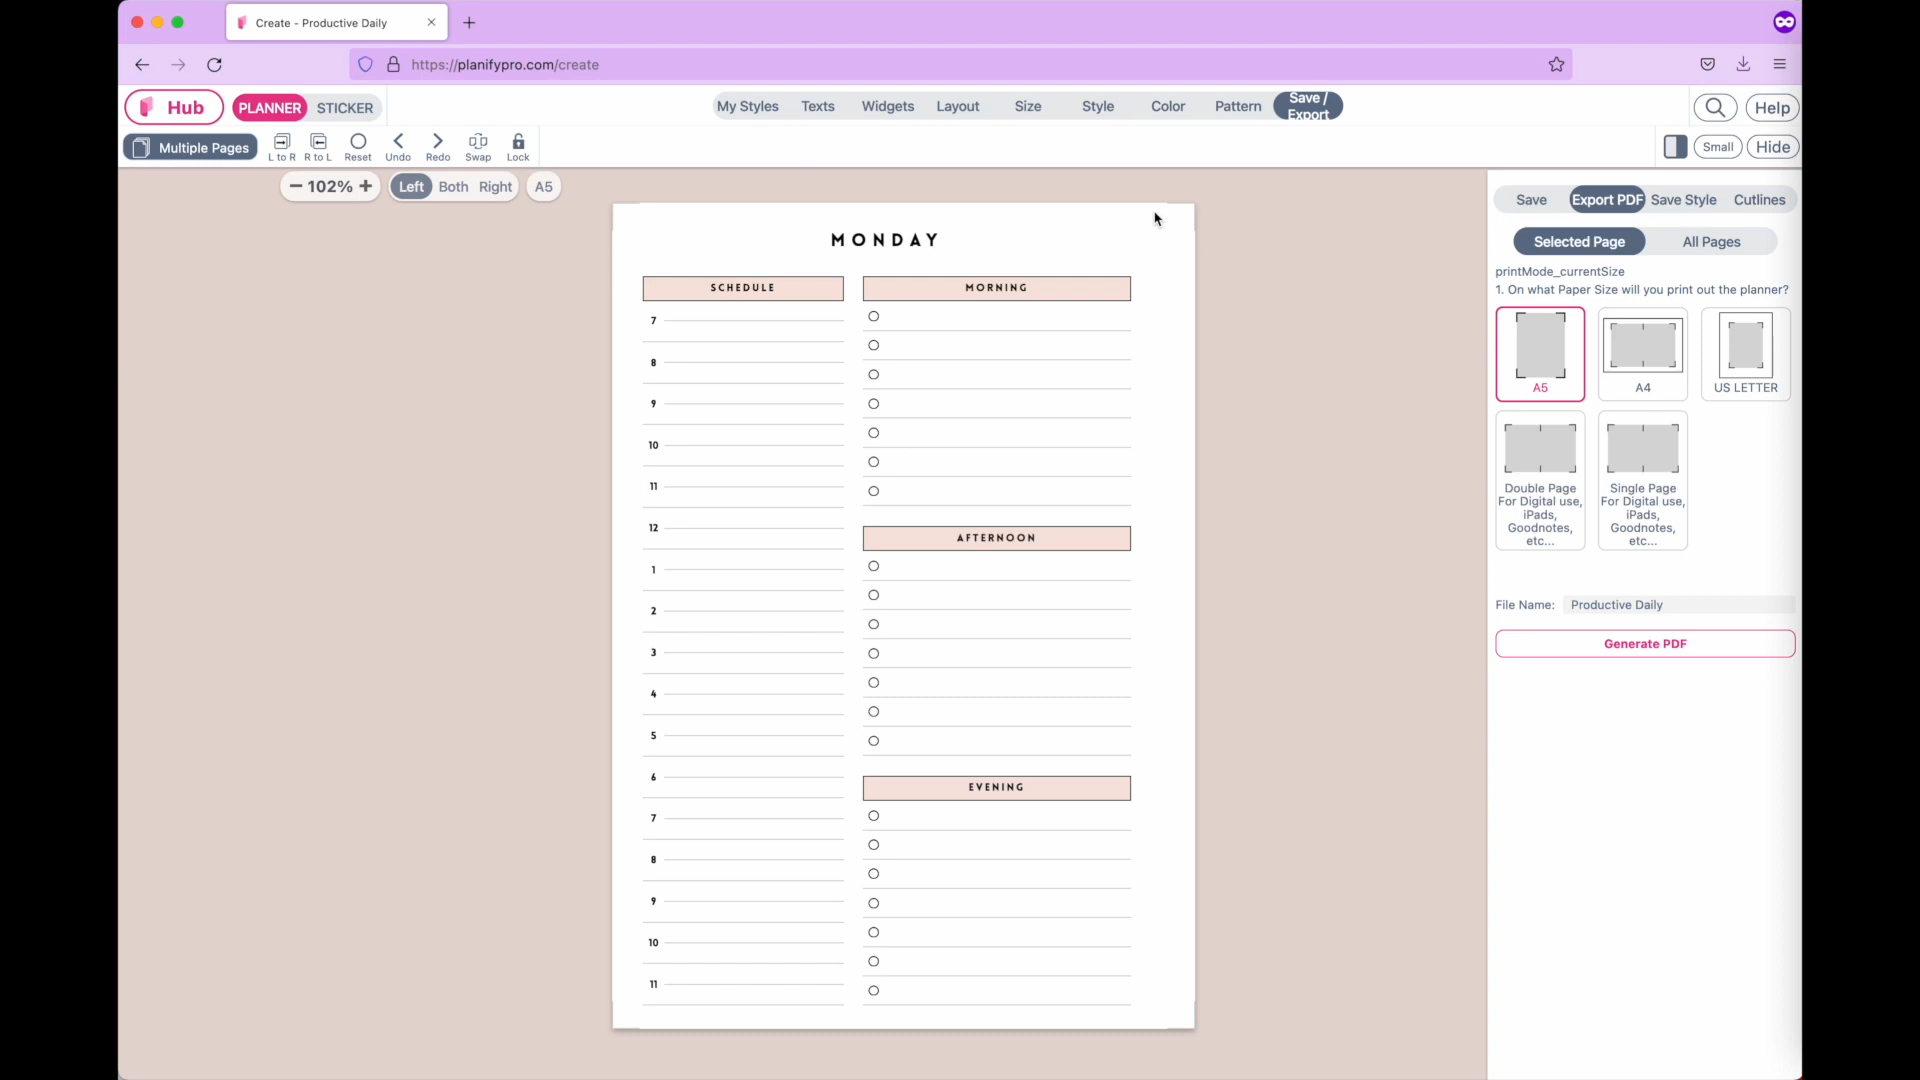 Create - Productive Daily
https://planifypro.com/create
Hub
PLANNER
STICKER
My Styles
Texts
Widgets
Layout
Size
Style
Color
Pattern
Save /
Export
Help
Multiple Pages
L to R
R to L
Reset
Undo
Redo
Swap
Lock
Small
Hide
102%
Left
Both
Right
A5
MONDAY
SCHEDULE
7
8
9
10
11
12
1
2
3
4
5
6
7
8
9
10
11
MORNING
AFTERNOON
EVENING
Save
Export PDF
Save Style
Cutlines
Selected Page
All Pages
printMode_currentSize
1. On what Paper Size will you print out the planner?
A5
A4
US LETTER
Double Page
For Digital use,
iPads,
Goodnotes,
etc...
Single Page
For Digital use,
iPads,
Goodnotes,
etc...
File Name:
Productive Daily
Generate PDF